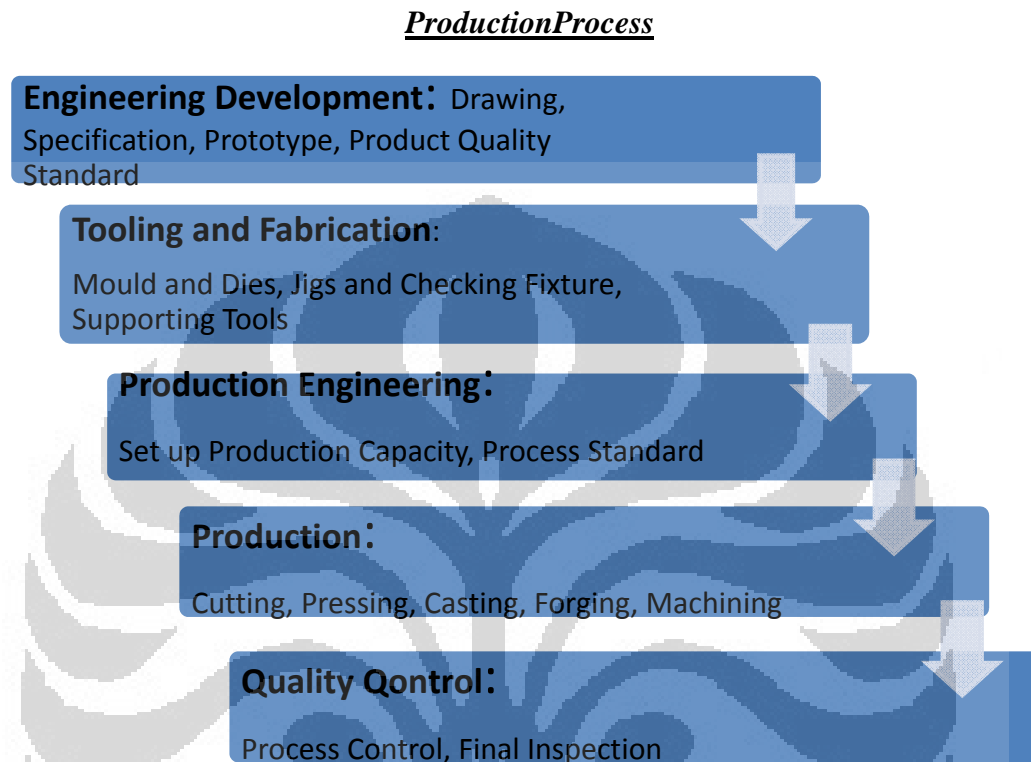 ProductionProcess
Engineering Development: Drawing,
Specification, Prototype, Product Quality
Standard
Tooling and Fabrication:
Mould and Dies, Jigs and Checking Fixture,
Supporting Tools
Production Engineering:
Set up Production Capacity, Process Standard
Production:
Cutting, Pressing, Casting, Forging, Machining
Quality Qontrol:
Process Control, Final Inspection